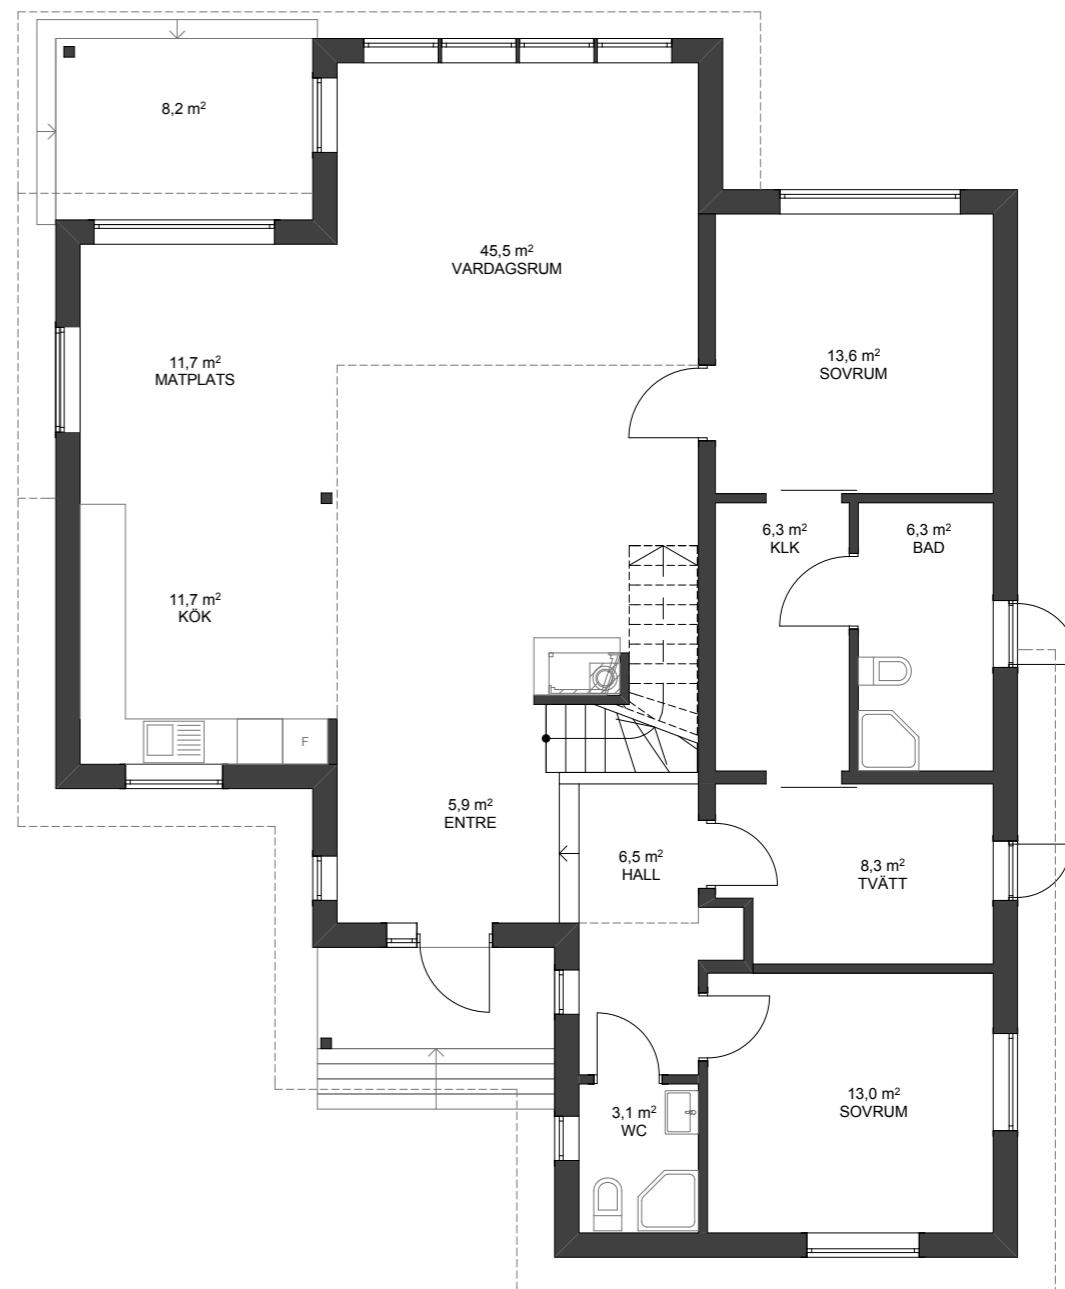 8,2 m²
45,5 m²
VARDAGSRUM
11,7 m²
MATPLATS
13,6 m²
SOVRUM
6,3 m²
KLK
6,3 m²
BAD
11,7 m²
KÖK
F
5,9 m²
ENTRE
6,5 m²
HALL
8,3 m²
TVÄTT
3,1 m²
WC
13,0 m²
SOVRUM